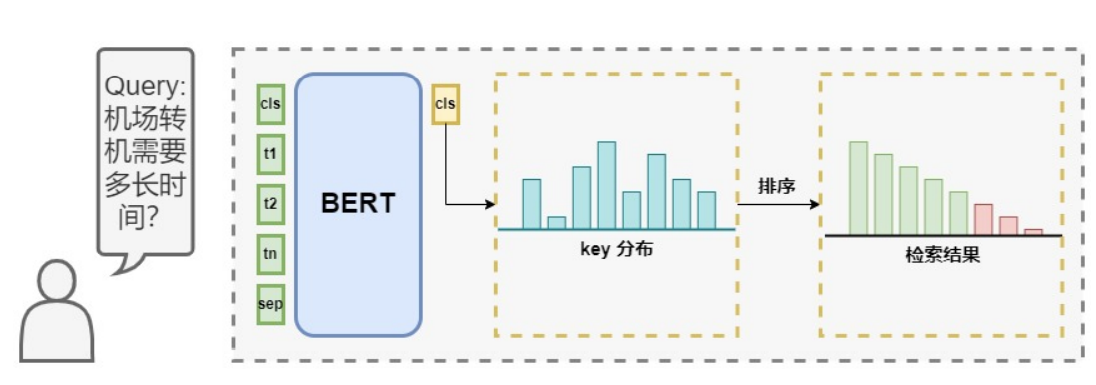 Query:
机场转
机需要
多长时
间？
cls
t1
t2
tn
sep
BERT
cls
key 分布
排序
检索结果